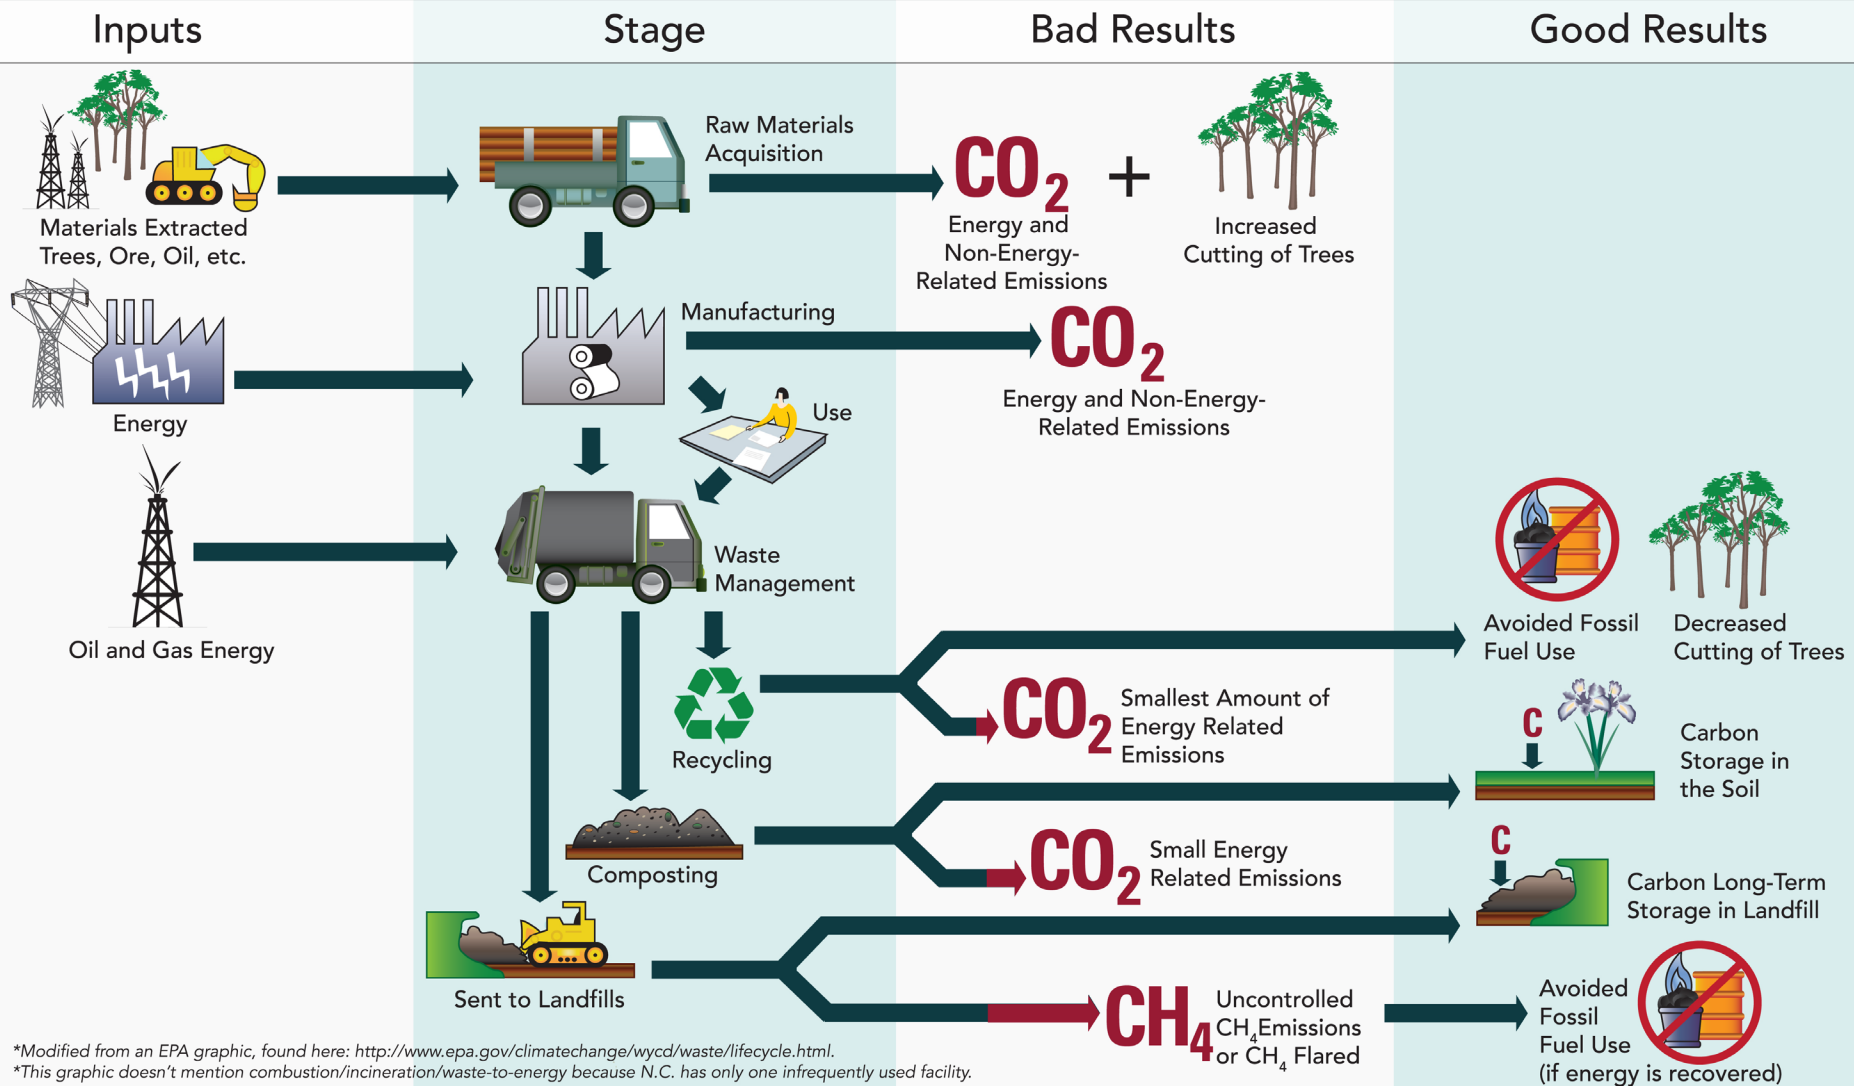 Inputs
Stage
Bad Results
Good Results
Materials Extracted
Trees, Ore, Oil, etc.
Raw Materials
Acquisition
CO2
+
Energy and
Non-Energy-
Related Emissions
Increased
Cutting of Trees
Energy
Manufacturing
CO2
Energy and Non-Energy-
Related Emissions
Use
Oil and Gas Energy
Waste
Management
Avoided Fossil
Fuel Use
Decreased
Cutting of Trees
Recycling
CO2
Smallest Amount of
Energy Related
Emissions
C
Carbon
Storage in
the Soil
Composting
CO2
Small Energy
Related Emissions
C
Carbon Long-Term
Storage in Landfill
Sent to Landfills
CH4
Uncontrolled
CH4Emissions
or CH4 Flared
Avoided
Fossil
Fuel Use
(if energy is recovered)
*Modified from an EPA graphic, found here: http://www.epa.gov/climatechange/wycd/waste/lifecycle.html.
*This graphic doesn't mention combustion/incineration/waste-to-energy because N.C. has only one infrequently used facility.